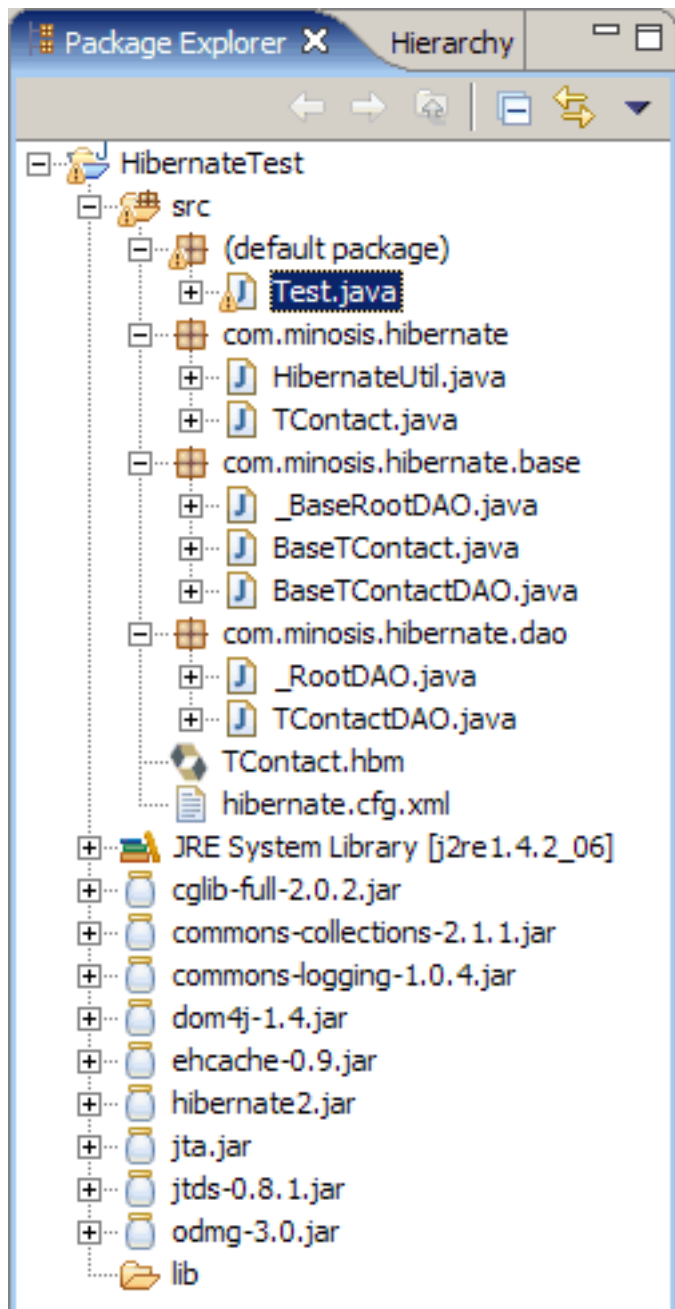 Package Explorer Hierarchy
HibernateTest
src
(default package)
Test.java
com.minosis.hibernate
HibernateUtil.java
TContact.java
com.minosis.hibernate.base
_BaseRootDAO.java
BaseTContact.java
BaseTContactDAO.java
com.minosis.hibernate.dao
_RootDAO.java
TContactDAO.java
TContact.hbm
hibernate.cfg.xml
JRE System Library [j2re1.4.2_06]
cglib-full-2.0.2.jar
commons-collections-2.1.1.jar
commons-logging-1.0.4.jar
dom4j-1.4.jar
ehcache-0.9.jar
hibernate2.jar
jta.jar
jtds-0.8.1.jar
odmg-3.0.jar
lib